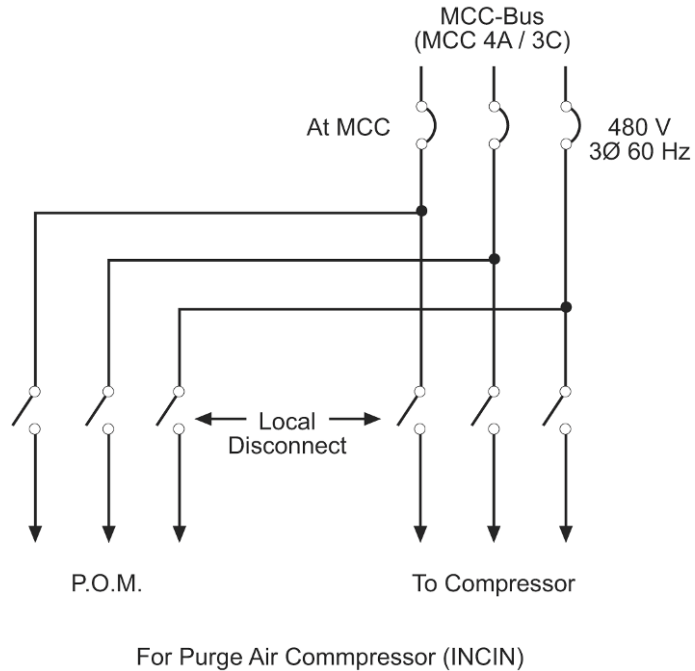 MCC-Bus
(MCC 4A / 3C)
At MCC
480 V
3Ø 60 Hz
Local
Disconnect
P.O.M.
To Compressor
For Purge Air Commpressor (INCIN)